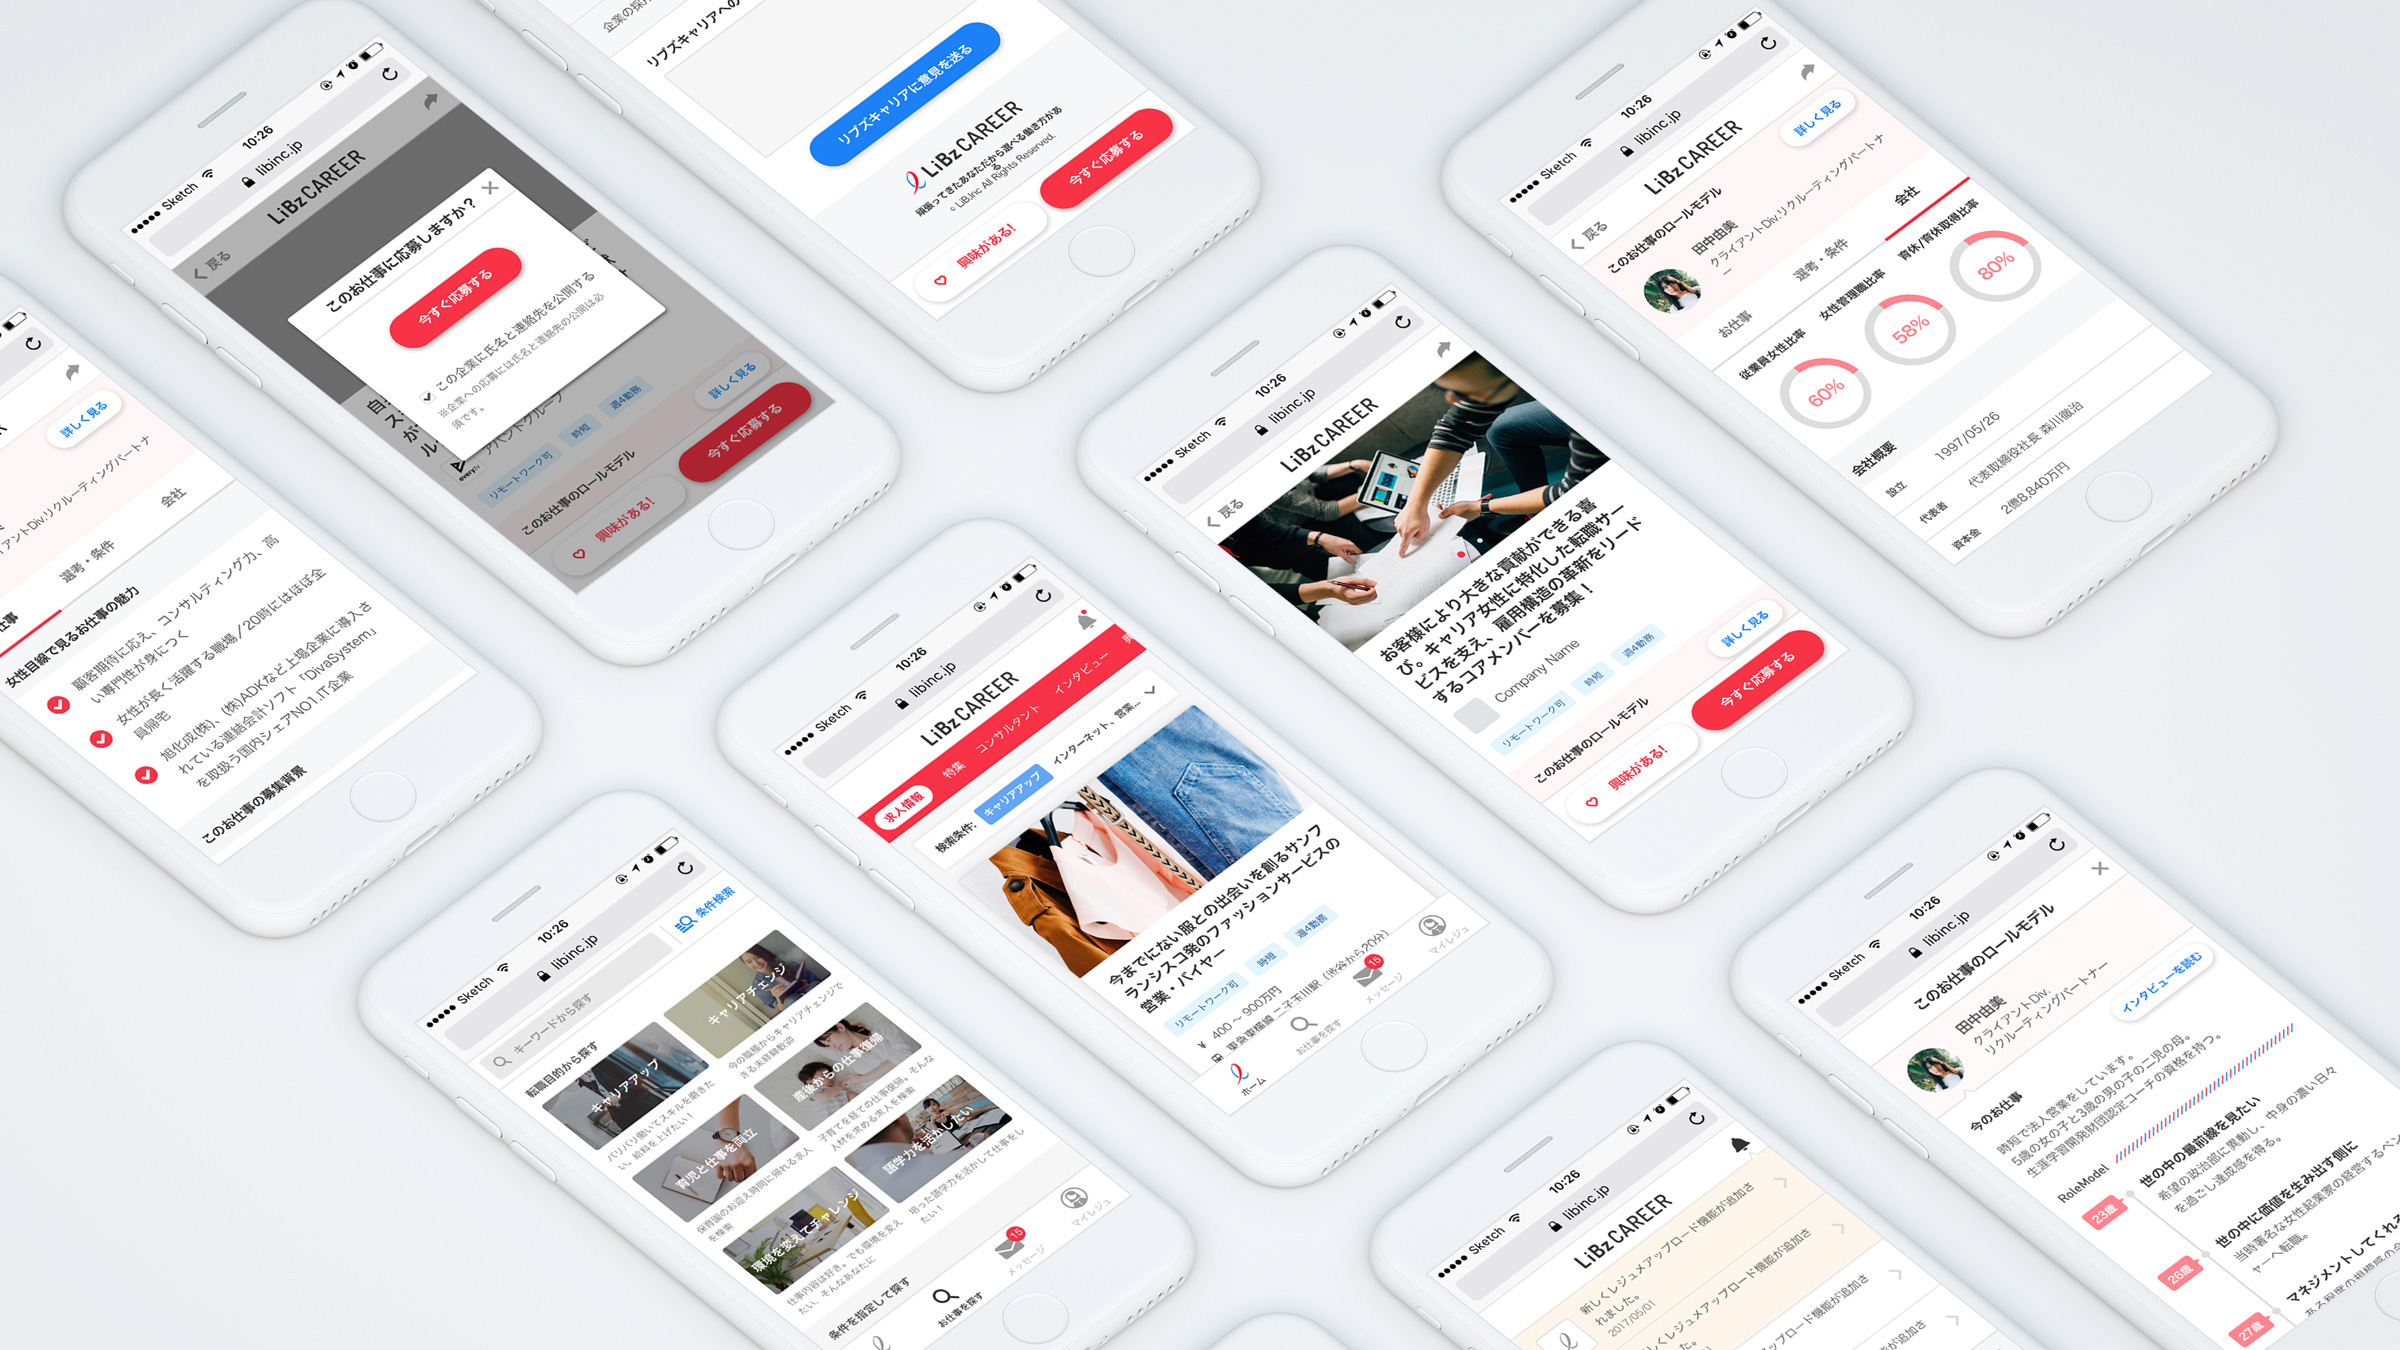 10:26
Sketch
libinc.jp
LiBzCAREER
戻る
このお仕事に応募しますか?
今すぐ応募する
この企業に氏名と連絡先を公開する
※企業への応募には氏名と連絡先の公開は必
須です。
リモートワーク可
時短
週4勤務
詳しく見る
このお仕事のロールモデル
興味がある!
今すぐ応募する
リブズキャリアへの
リブズキャリアに意見を送る
LiBzCAREER
頑張ってきたあなただから選べる働き方があ
る
© LiB.Inc All Rights Reserved.
興味がある!
今すぐ応募する
10:26
Sketch
libinc.jp
LiBzCAREER
戻る
このお仕事のロールモデル
詳しく見る
田中由美
クライアントDiv.リクルーティングパートナ
ー
お仕事
選考・条件
会社
従業員女性比率
女性管理職比率
育休/育休取得比率
60%
58%
80%
会社概要
設立
1997/05/26
代表者
代表取締役社長 森川徹治
資本金
2億8,840万円
詳しく見る
イアントDiv.リクルーティングパートナ
選考・条件
会社
女性目線で見るお仕事の魅力
顧客期待に応え、コンサルティング力、高
い専門性が身につく
女性が長く活躍する職場/20時にはほぼ全
員帰宅
旭化成(株)、(株)ADKなど上場企業に導入さ
れている連結会計ソフト「DivaSystem」
を取扱う国内シェアNO1.IT企業
このお仕事の募集背景
10:26
Sketch
libinc.jp
LiBzCAREER
戻る
お客様により大きな貢献ができる喜
び。キャリア女性に特化した転職サー
ビスを支え、雇用構造の革新をリード
するコアメンバーを募集!
Company Name
リモートワーク可
時短
週4勤務
詳しく見る
このお仕事のロールモデル
興味がある!
今すぐ応募する
10:26
Sketch
libinc.jp
LiBzCAREER
求人情報
特集
コンサルタント
インタビュー
検索条件:
キャリアアップ
インターネット、営業...
今までにない服との出会いを創るサンフ
ランシスコ発のファッションサービスの
営業・バイヤー
リモートワーク可
時短
週4勤務
¥ 400 ~ 900万円
東急東横線 二子玉川駅 (渋谷から20分)
ホーム
お仕事を探す
15
メッセージ
マイレジュ
10:26
Sketch
libinc.jp
キーワードから探す
条件検索
転職目的から探す
キャリアアップ
バリバリ働いてスキルを磨きた
い、給料を上げたい!
キャリアチェンジ
今の職種からキャリアチェンジで
きる未経験歓迎
育児と仕事を両立
保育園のお迎え時間に帰れる求人
を検索
産後からの仕事復帰
子育てを経ての仕事復帰。そんな
人材を求める求人を検索
環境を変えてチャレンジ
仕事内容は好き。でも環境を変え
たい、そんなあなたに
語学力を活かしたい
培った語学力を活かして仕事をし
たい!
条件を指定して探す
お仕事を探す
15
メッセージ
マイレジュ
10:26
Sketch
libinc.jp
このお仕事のロールモデル
田中由美
クライアントDiv.
リクルーティングパートナー
インタビューを読む
今のお仕事
時短で法人営業をしています。
5歳の女の子と3歳の男の子の二児の母。
生涯学習開発財団認定コーチの資格を持つ。
RoleModel
23歳
世の中の最前線を見たい
希望の政治部に異動し、中身の濃い日々
を過ごし達成感を得る。
26歳
世の中に価値を生み出す側に
当時著名な女性起業家の経営するベン
ャーへ転職。
27歳
マネジメントしてくれる
10:26
Sketch
libinc.jp
LiBzCAREER
新しくレジュメアップロード機能が追加さ
れました。
2017/05/01
くレジュメアップロード機能が追加さ
した。
プロード機能が追加さ